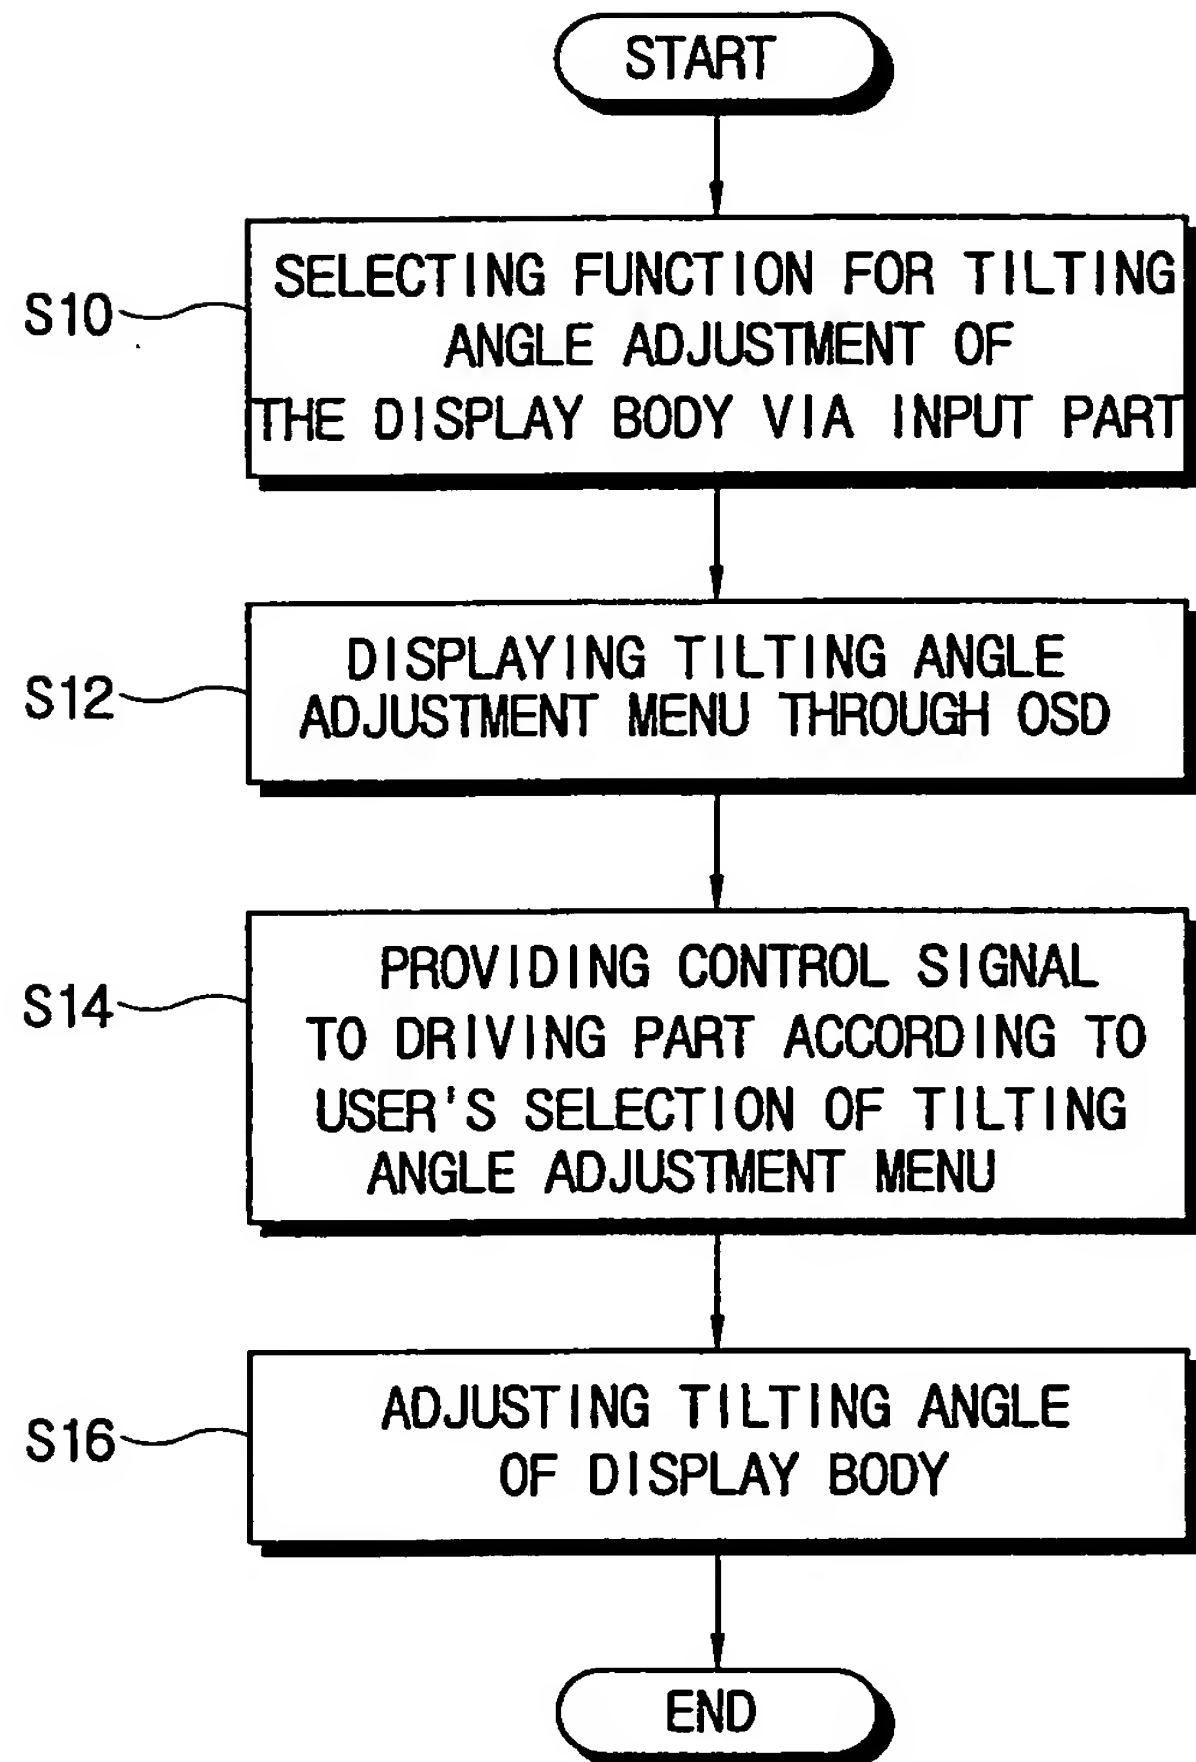 START
S10
SELECTING FUNCTION FOR TILTING
ANGLE ADJUSTMENT OF
THE DISPLAY BODY VIA INPUT PART
S12
DISPLAYING TILTING ANGLE
ADJUSTMENT MENU THROUGH OSD
S14
PROVIDING CONTROL SIGNAL
TO DRIVING PART ACCORDING TO
USER'S SELECTION OF TILTING
ANGLE ADJUSTMENT MENU
S16
ADJUSTING TILTING ANGLE
OF DISPLAY BODY
END